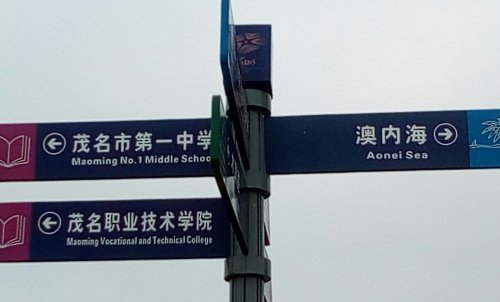 茂名市第一中学
Maoming No.1 Middle Schoo
澳内海
Aonei Sea
茂名职业技术学院
Maoming Vocational and Technical College